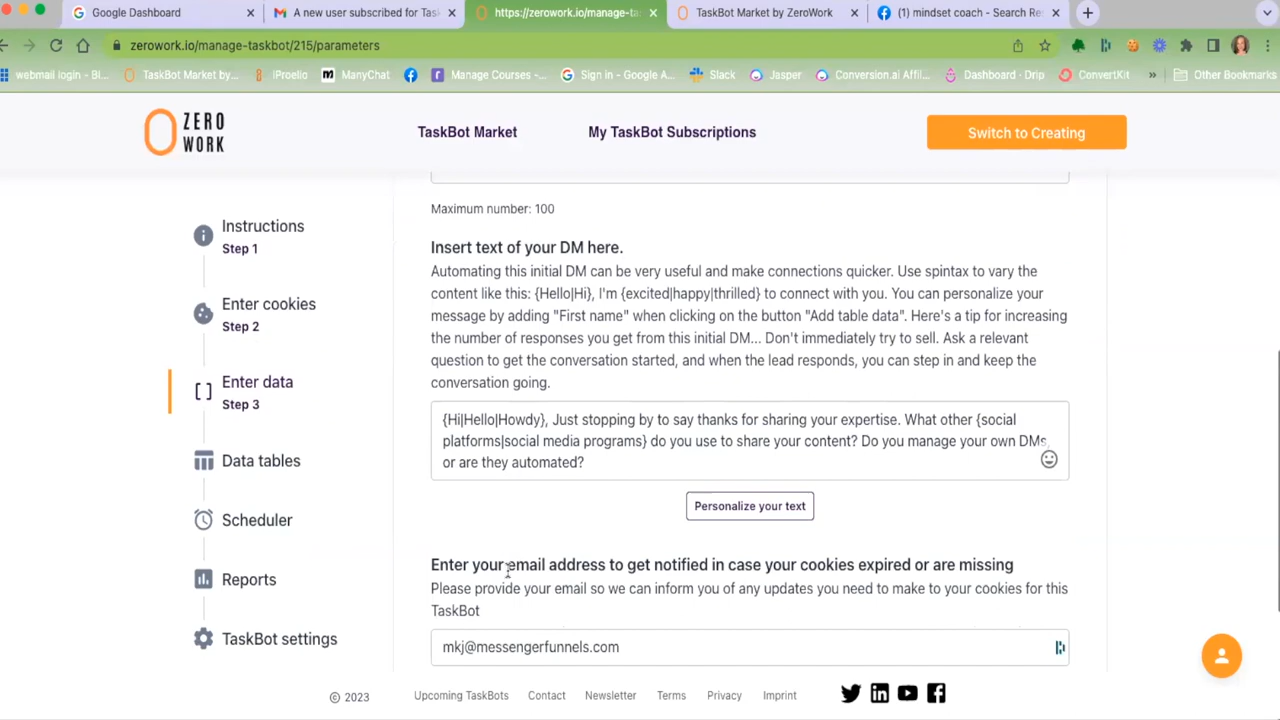 Google Dashboard
A new user subscribed for Tas
https://zerowork.io/manage-ta
TaskBot Market by ZeroWork
(1) mindset coach - Search Re
zerowork.io/manage-taskbot/215/parameters
webmail login - Bl...
TaskBot Market by...
IProelio
ManyChat
Manage Courses -...
Sign in - Google A...
Slack
Jasper
Conversion.ai Affil...
Dashboard · Drip
ConvertKit
»
Other Bookmarks
ZERO
WORK
TaskBot Market
My TaskBot Subscriptions
Switch to Creating
Instructions
Step 1
Enter cookies
Step 2
Enter data
Step 3
Data tables
Scheduler
Reports
TaskBot settings
Maximum number: 100
Insert text of your DM here.
Automating this initial DM can be very useful and make connections quicker. Use spintax to vary the
content like this: {Hello|Hi}, I'm {excited|happy|thrilled} to connect with you. You can personalize your
message by adding "First name" when clicking on the button "Add table data". Here's a tip for increasing
the number of responses you get from this initial DM... Don't immediately try to sell. Ask a relevant
question to get the conversation started, and when the lead responds, you can step in and keep the
conversation going.
{Hi|Hello|Howdy}, Just stopping by to say thanks for sharing your expertise. What other {social
platforms|social media programs} do you use to share your content? Do you manage your own DMs,
or are they automated?
Personalize your text
Enter your email address to get notified in case your cookies expired or are missing
Please provide your email so we can inform you of any updates you need to make to your cookies for this
TaskBot
mkj@messengerfunnels.com
© 2023
Upcoming TaskBots
Contact
Newsletter
Terms
Privacy
Imprint